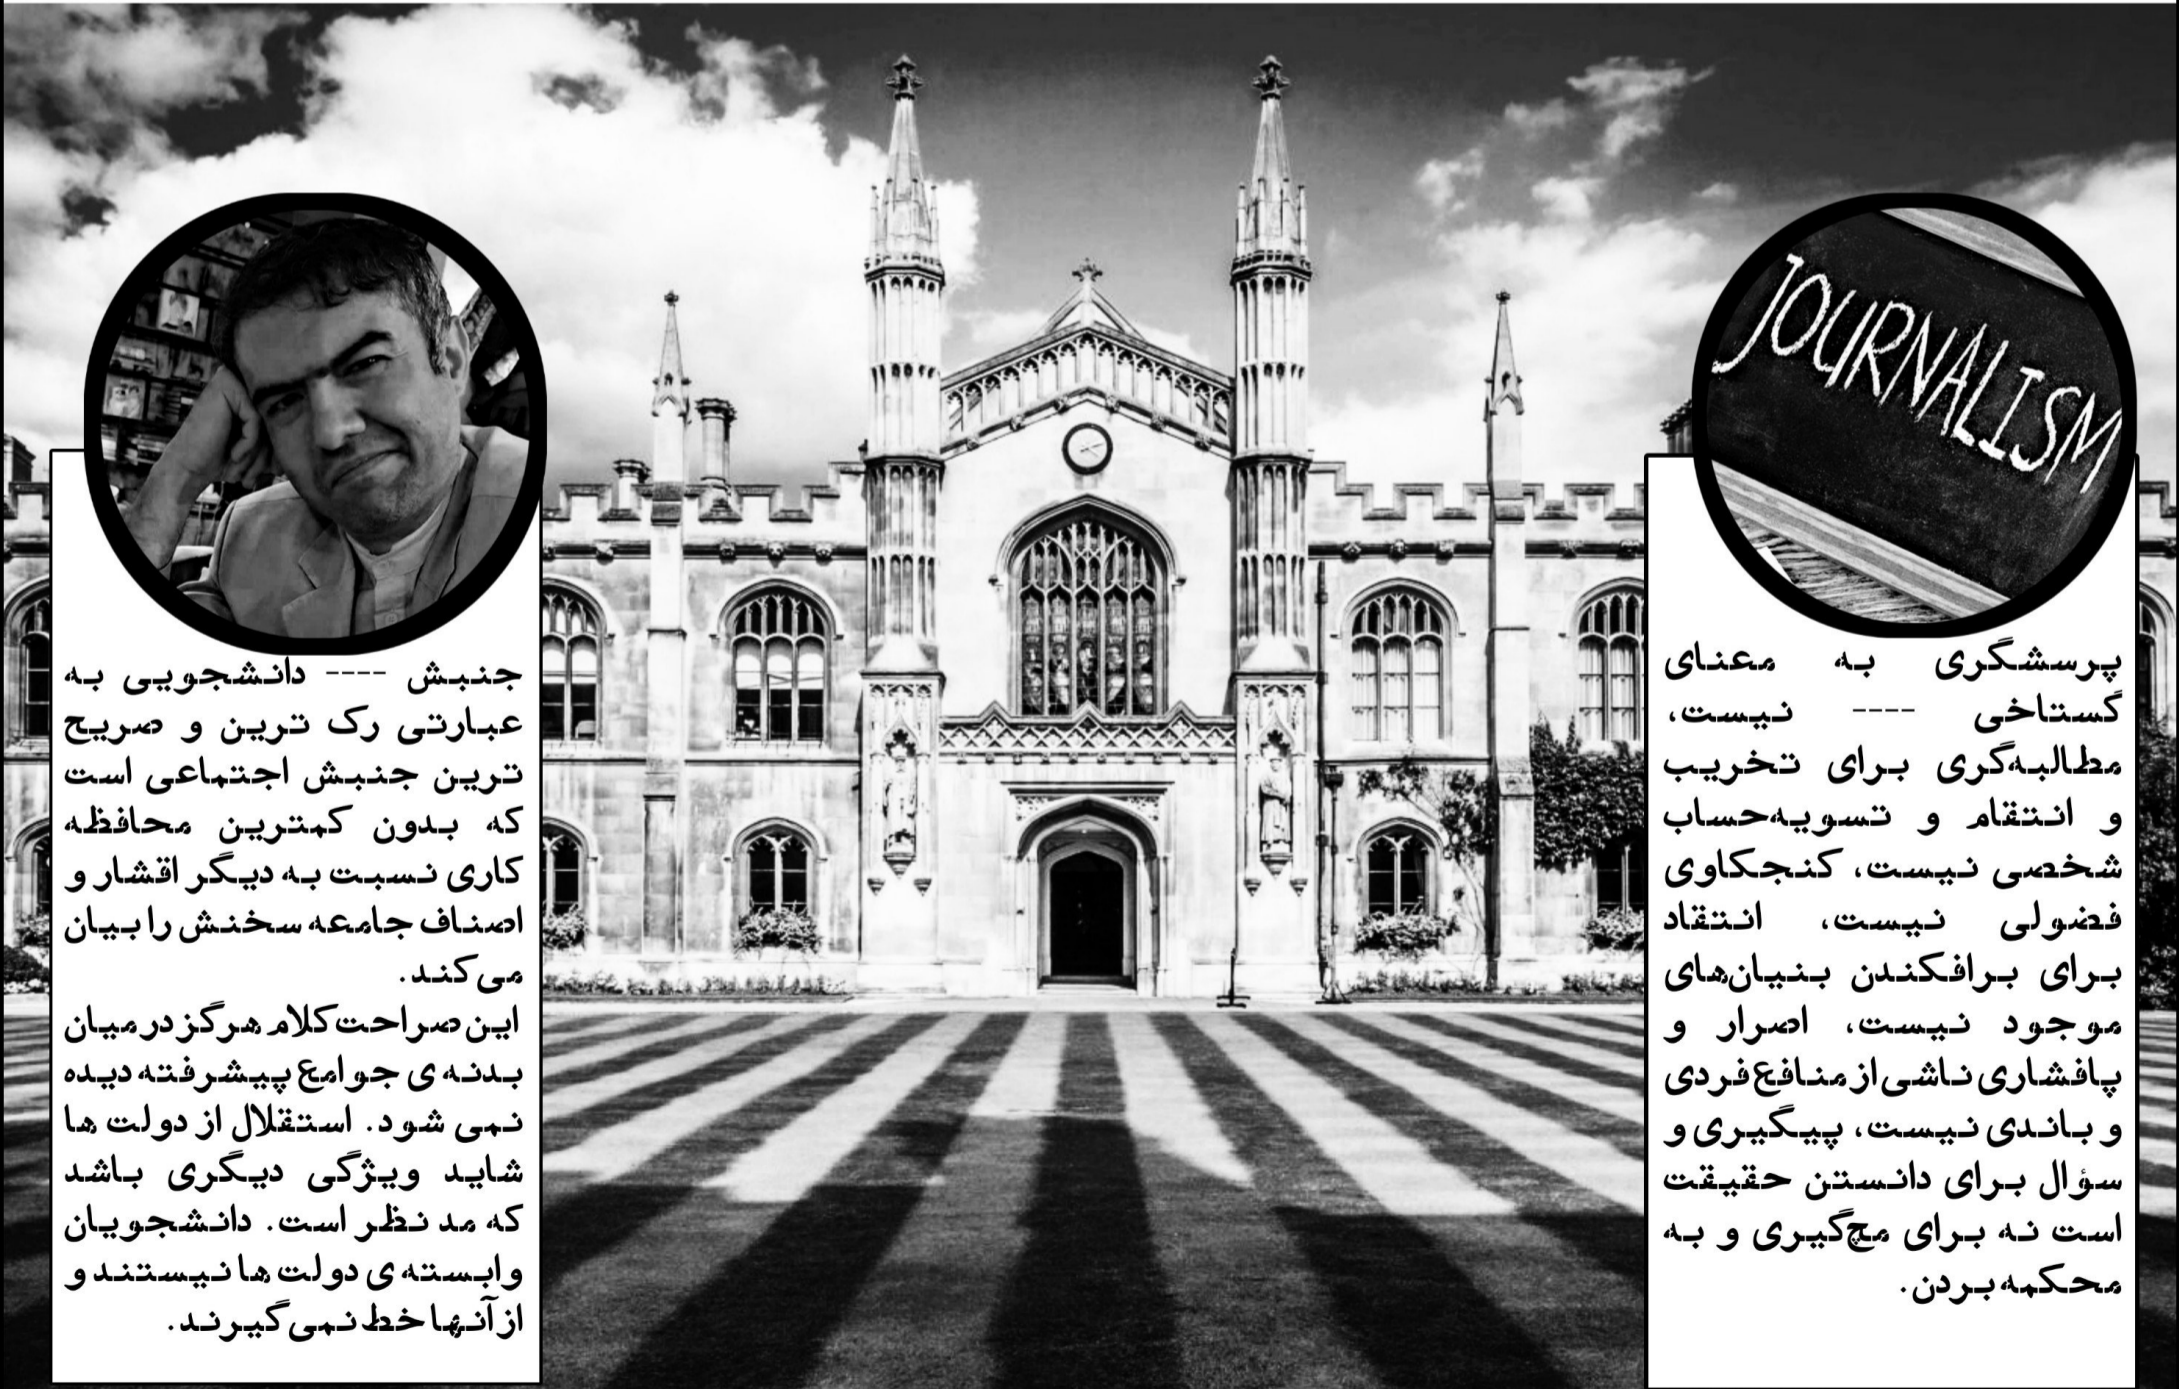 JOURNALISM
پرسشگری به معنای
گستاخی ---- نیست،
مطالبه‌گری برای تخریب
و انتقام و تسویه‌حساب
شخصی نیست، کنجکاوی
فضولی نیست، انتقاد
برای برافکندن بنیان‌های
موجود نیست، اصرار و
پافشاری ناشی از منافع فردی
و باندی نیست، پیگیری و
سؤال برای دانستن حقیقت
است نه برای مچ‌گیری و به
محکمه بردن.
جنبش ---- دانشجویی به
عبارتی رک ترین و صریح
ترین جنبش اجتماعی است
که بدون کمترین محافظه
کاری نسبت به دیگر اقشار و
اصناف جامعه سخنش را بیان
می‌کند.
این صراحت کلام هرگز در میان
بدنه ی جوامع پیشرفته دیده
نمی شود. استقلال از دولت ها
شاید ویژگی دیگری باشد
که مد نظر است. دانشجویان
وابسته ی دولت ها نیستند و
از آنها خط نمی‌گیرند.